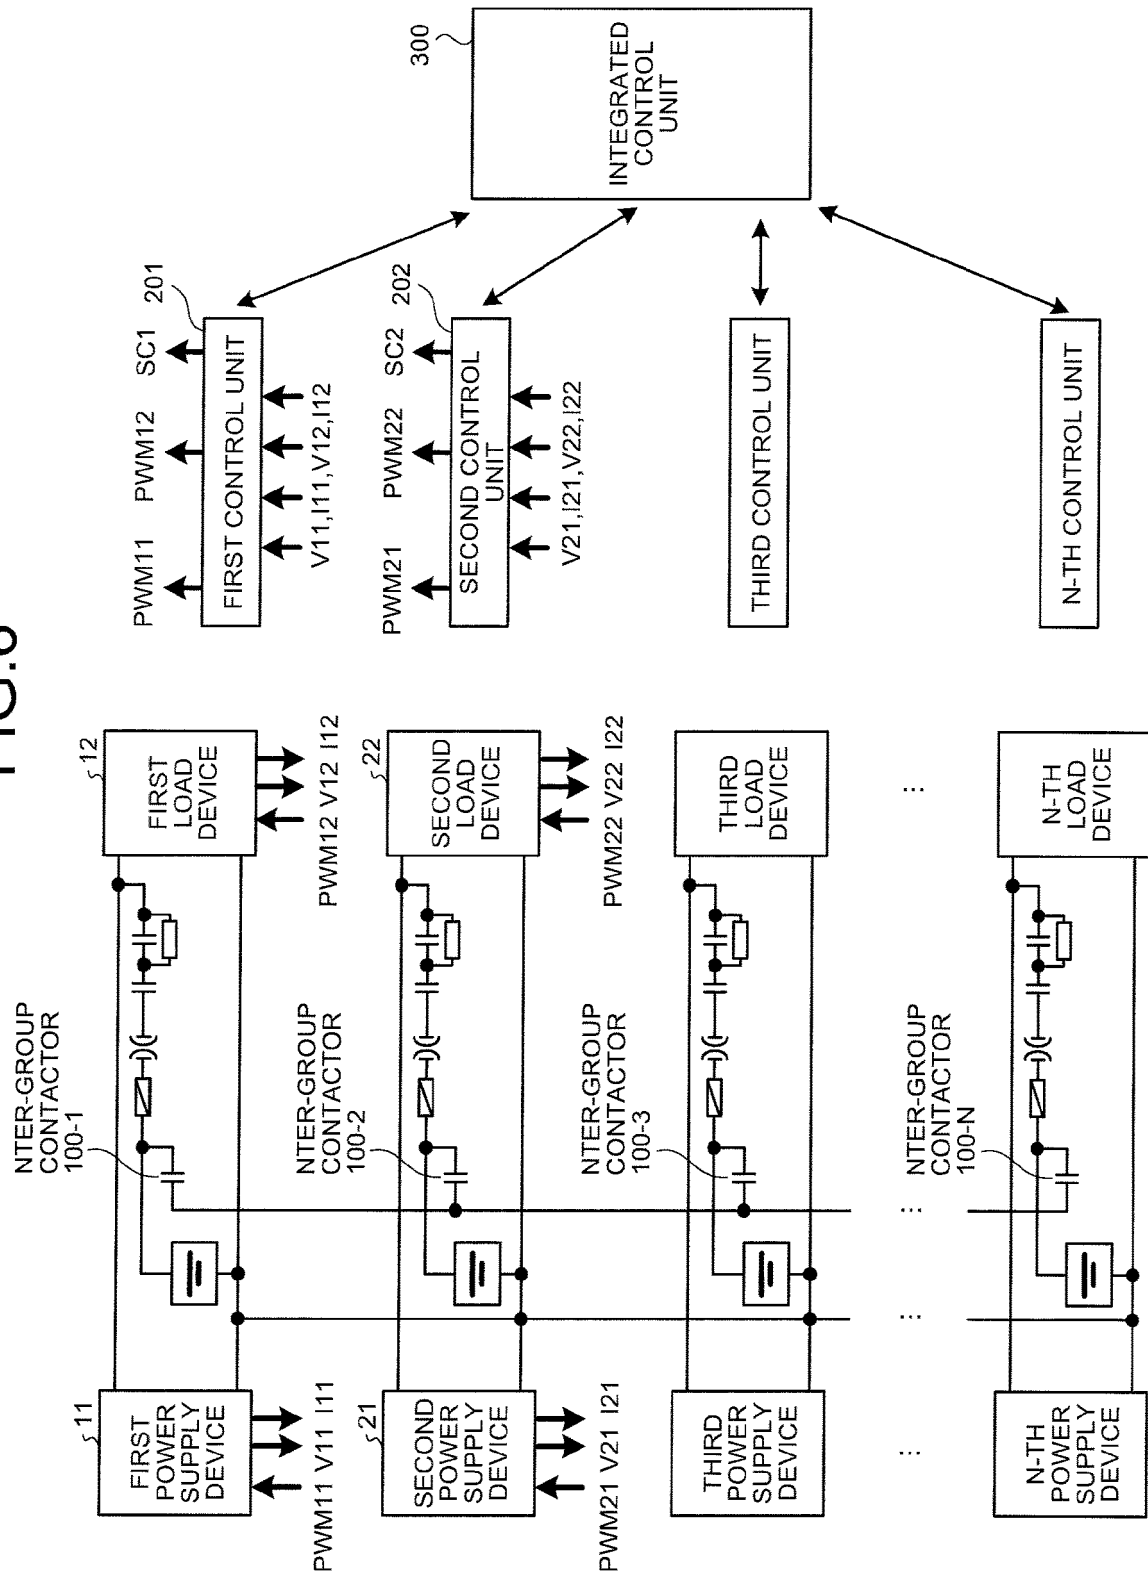 FIG.8
NTER-GROUP
CONTACTOR
100-1
11
FIRST
POWER
SUPPLY
DEVICE
PWM11 V11 I11
12
FIRST
LOAD
DEVICE
PWM12 V12 I12
NTER-GROUP
CONTACTOR
100-2
21
SECOND
POWER
SUPPLY
DEVICE
PWM21 V21 I21
22
SECOND
LOAD
DEVICE
PWM22 V22 I22
NTER-GROUP
CONTACTOR
100-3
THIRD
POWER
SUPPLY
DEVICE
THIRD
LOAD
DEVICE
...
...
...
...
NTER-GROUP
CONTACTOR
100-N
N-TH
POWER
SUPPLY
DEVICE
N-TH
LOAD
DEVICE
PWM11 PWM12 SC1
201
FIRST CONTROL UNIT
V11,I11,V12,I12
PWM21 PWM22 SC2
202
SECOND CONTROL
UNIT
V21,I21,V22,I22
THIRD CONTROL UNIT
N-TH CONTROL UNIT
300
INTEGRATED
CONTROL
UNIT